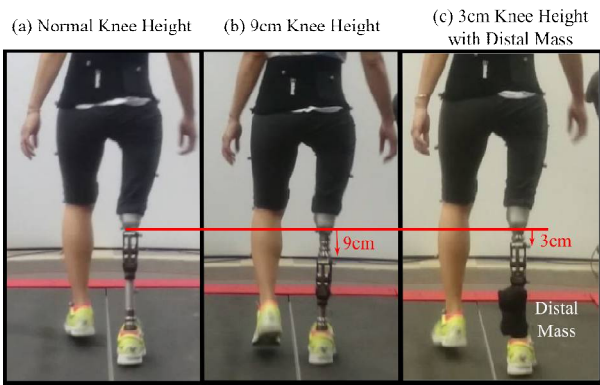 (a) Normal Knee Height
(b) 9cm Knee Height
(c) 3cm Knee Height
with Distal Mass
9cm
3cm
Distal
Mass